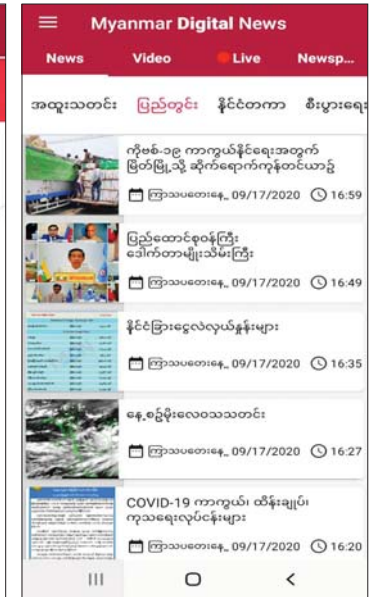 Myanmar Digital News
News Video Live Newsp...
အထူးသတင်း ပြည်တွင်း နိုင်ငံတကာ စီးပွားရေး
ကိုဗစ်-၁၉ ကာကွယ်နိုင်ရေးအတွက်
မြိတ်မြို့သို့ ဆိုက်ရောက်ကုန်တင်ယာဉ်
ကြာသပတေးနေ့, 09/17/2020 16:59
ပြည်ထောင်စုဝန်ကြီး
ဒေါက်တာမျိုးသိမ်းကြီး
ကြာသပတေးနေ့, 09/17/2020 16:49
နိုင်ငံခြားငွေလဲလှယ်နှုန်းများ
ကြာသပတေးနေ့, 09/17/2020 16:35
နေ့စဉ်မိုးလေဝသသတင်း
ကြာသပတေးနေ့, 09/17/2020 16:27
COVID-19 ကာကွယ်၊ ထိန်းချုပ်၊
ကုသရေးလုပ်ငန်းများ
ကြာသပတေးနေ့, 09/17/2020 16:20